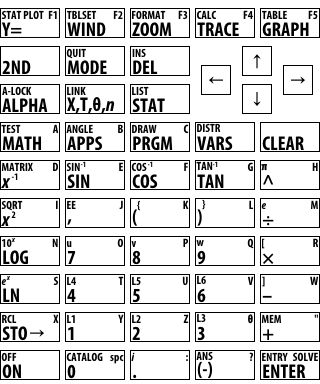 STAT PLOT F1 TBLSET F2 FORMAT F3 CALC F4 TABLE F5
Y= WIND ZOOM TRACE GRAPH
QUIT INS ↑
2ND MODE DEL ← →
A-LOCK LINK LIST ↓
ALPHA X,T,θ,n STAT
TEST A ANGLE B DRAW C DISTR
MATH APPS PRGM VARS CLEAR
MATRIX D SIN⁻¹ E COS⁻¹ F TAN⁻¹ G π H
x⁻¹ SIN COS TAN ^
SQRT I EE J { K } L e M
x² , ( ) ÷
10ˣ N u O v P w Q [ R
LOG 7 8 9 ×
eˣ S L4 T L5 U L6 V ] W
LN 4 5 6 −
RCL X L1 Y L2 Z L3 θ MEM "
STO→ 1 2 3 +
OFF CATALOG spc i : ANS ? ENTRY SOLVE
ON 0 . (-) ENTER